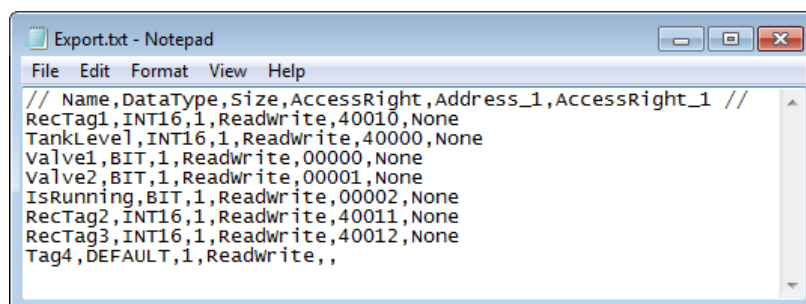 Export.txt - Notepad
File Edit Format View Help
// Name,DataType,Size,AccessRight,Address_1,AccessRight_1 //
RecTag1,INT16,1,ReadWrite,40010,None
TankLevel,INT16,1,ReadWrite,40000,None
Valve1,BIT,1,ReadWrite,00000,None
Valve2,BIT,1,ReadWrite,00001,None
IsRunning,BIT,1,ReadWrite,00002,None
RecTag2,INT16,1,ReadWrite,40011,None
RecTag3,INT16,1,ReadWrite,40012,None
Tag4,DEFAULT,1,ReadWrite,,